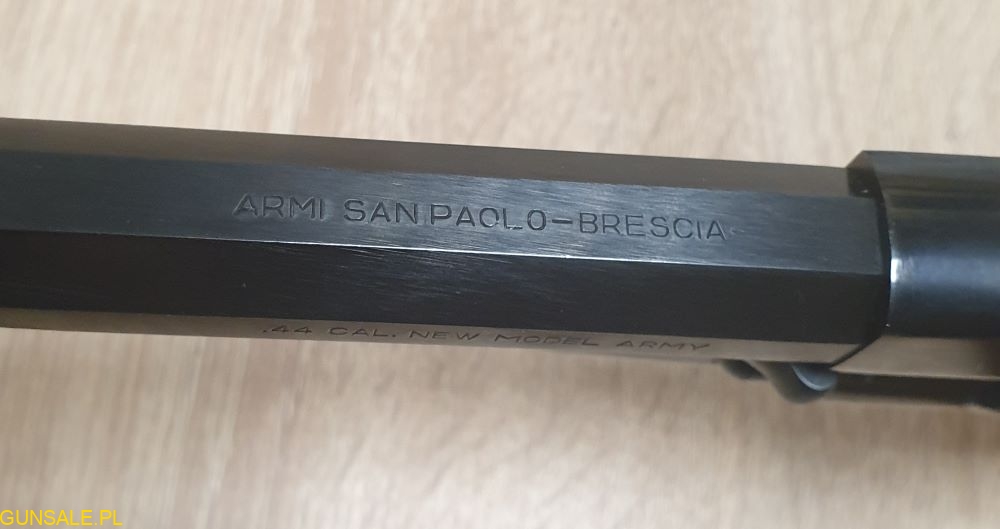 ARMI SAN PAOLO-BRESCIA
.44 CAL. NEW MODEL ARMY
GUNSALE.PL